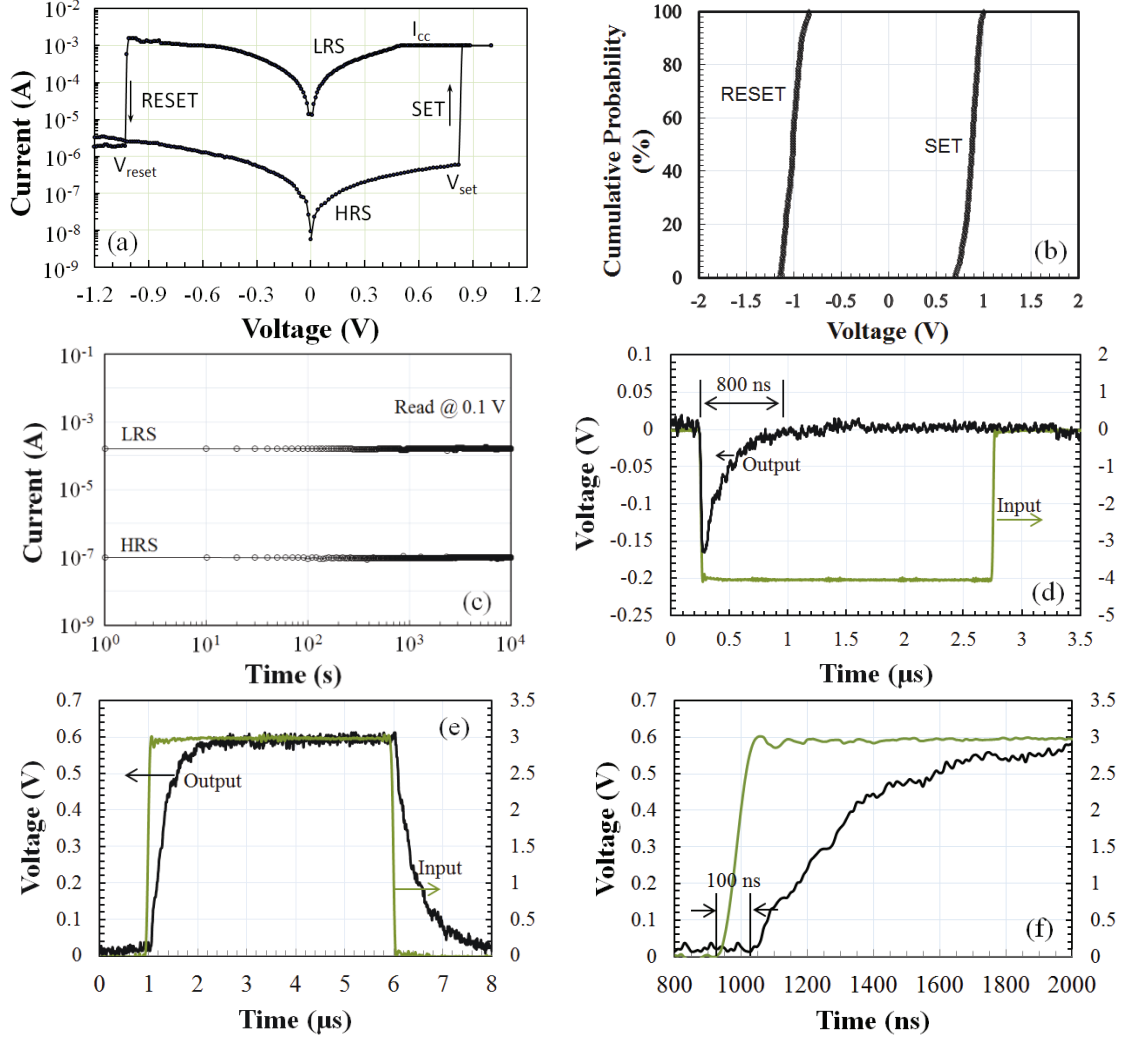 Current (A)
10⁻² 10⁻³ 10⁻⁴ 10⁻⁵ 10⁻⁶ 10⁻⁷ 10⁻⁸ 10⁻⁹
LRS
I_cc
RESET
SET
V_reset
V_set
HRS
(a)
-1.2 -0.9 -0.6 -0.3 0 0.3 0.6 0.9 1.2
Voltage (V)
Cumulative Probability
(%)
100 80 60 40 20 0
RESET
SET
(b)
-2 -1.5 -1 -0.5 0 0.5 1 1.5 2
Voltage (V)
Current (A)
10⁻¹ 10⁻³ 10⁻⁵ 10⁻⁷ 10⁻⁹
Read @ 0.1 V
LRS
HRS
(c)
10⁰ 10¹ 10² 10³ 10⁴
Time (s)
Voltage (V)
0.1 0.05 0 -0.05 -0.1 -0.15 -0.2 -0.25
800 ns
Output
Input
(d)
2 1 0 -1 -2 -3 -4 -5
Voltage (V)
0 0.5 1 1.5 2 2.5 3 3.5
Time (µs)
Voltage (V)
0.7 0.6 0.5 0.4 0.3 0.2 0.1 0
(e)
Output
Input
3.5 3 2.5 2 1.5 1 0.5 0
Voltage (V)
0 1 2 3 4 5 6 7 8
Time (µs)
Voltage (V)
0.7 0.6 0.5 0.4 0.3 0.2 0.1 0
100 ns
(f)
3.5 3 2.5 2 1.5 1 0.5 0
Voltage (V)
800 1000 1200 1400 1600 1800 2000
Time (ns)